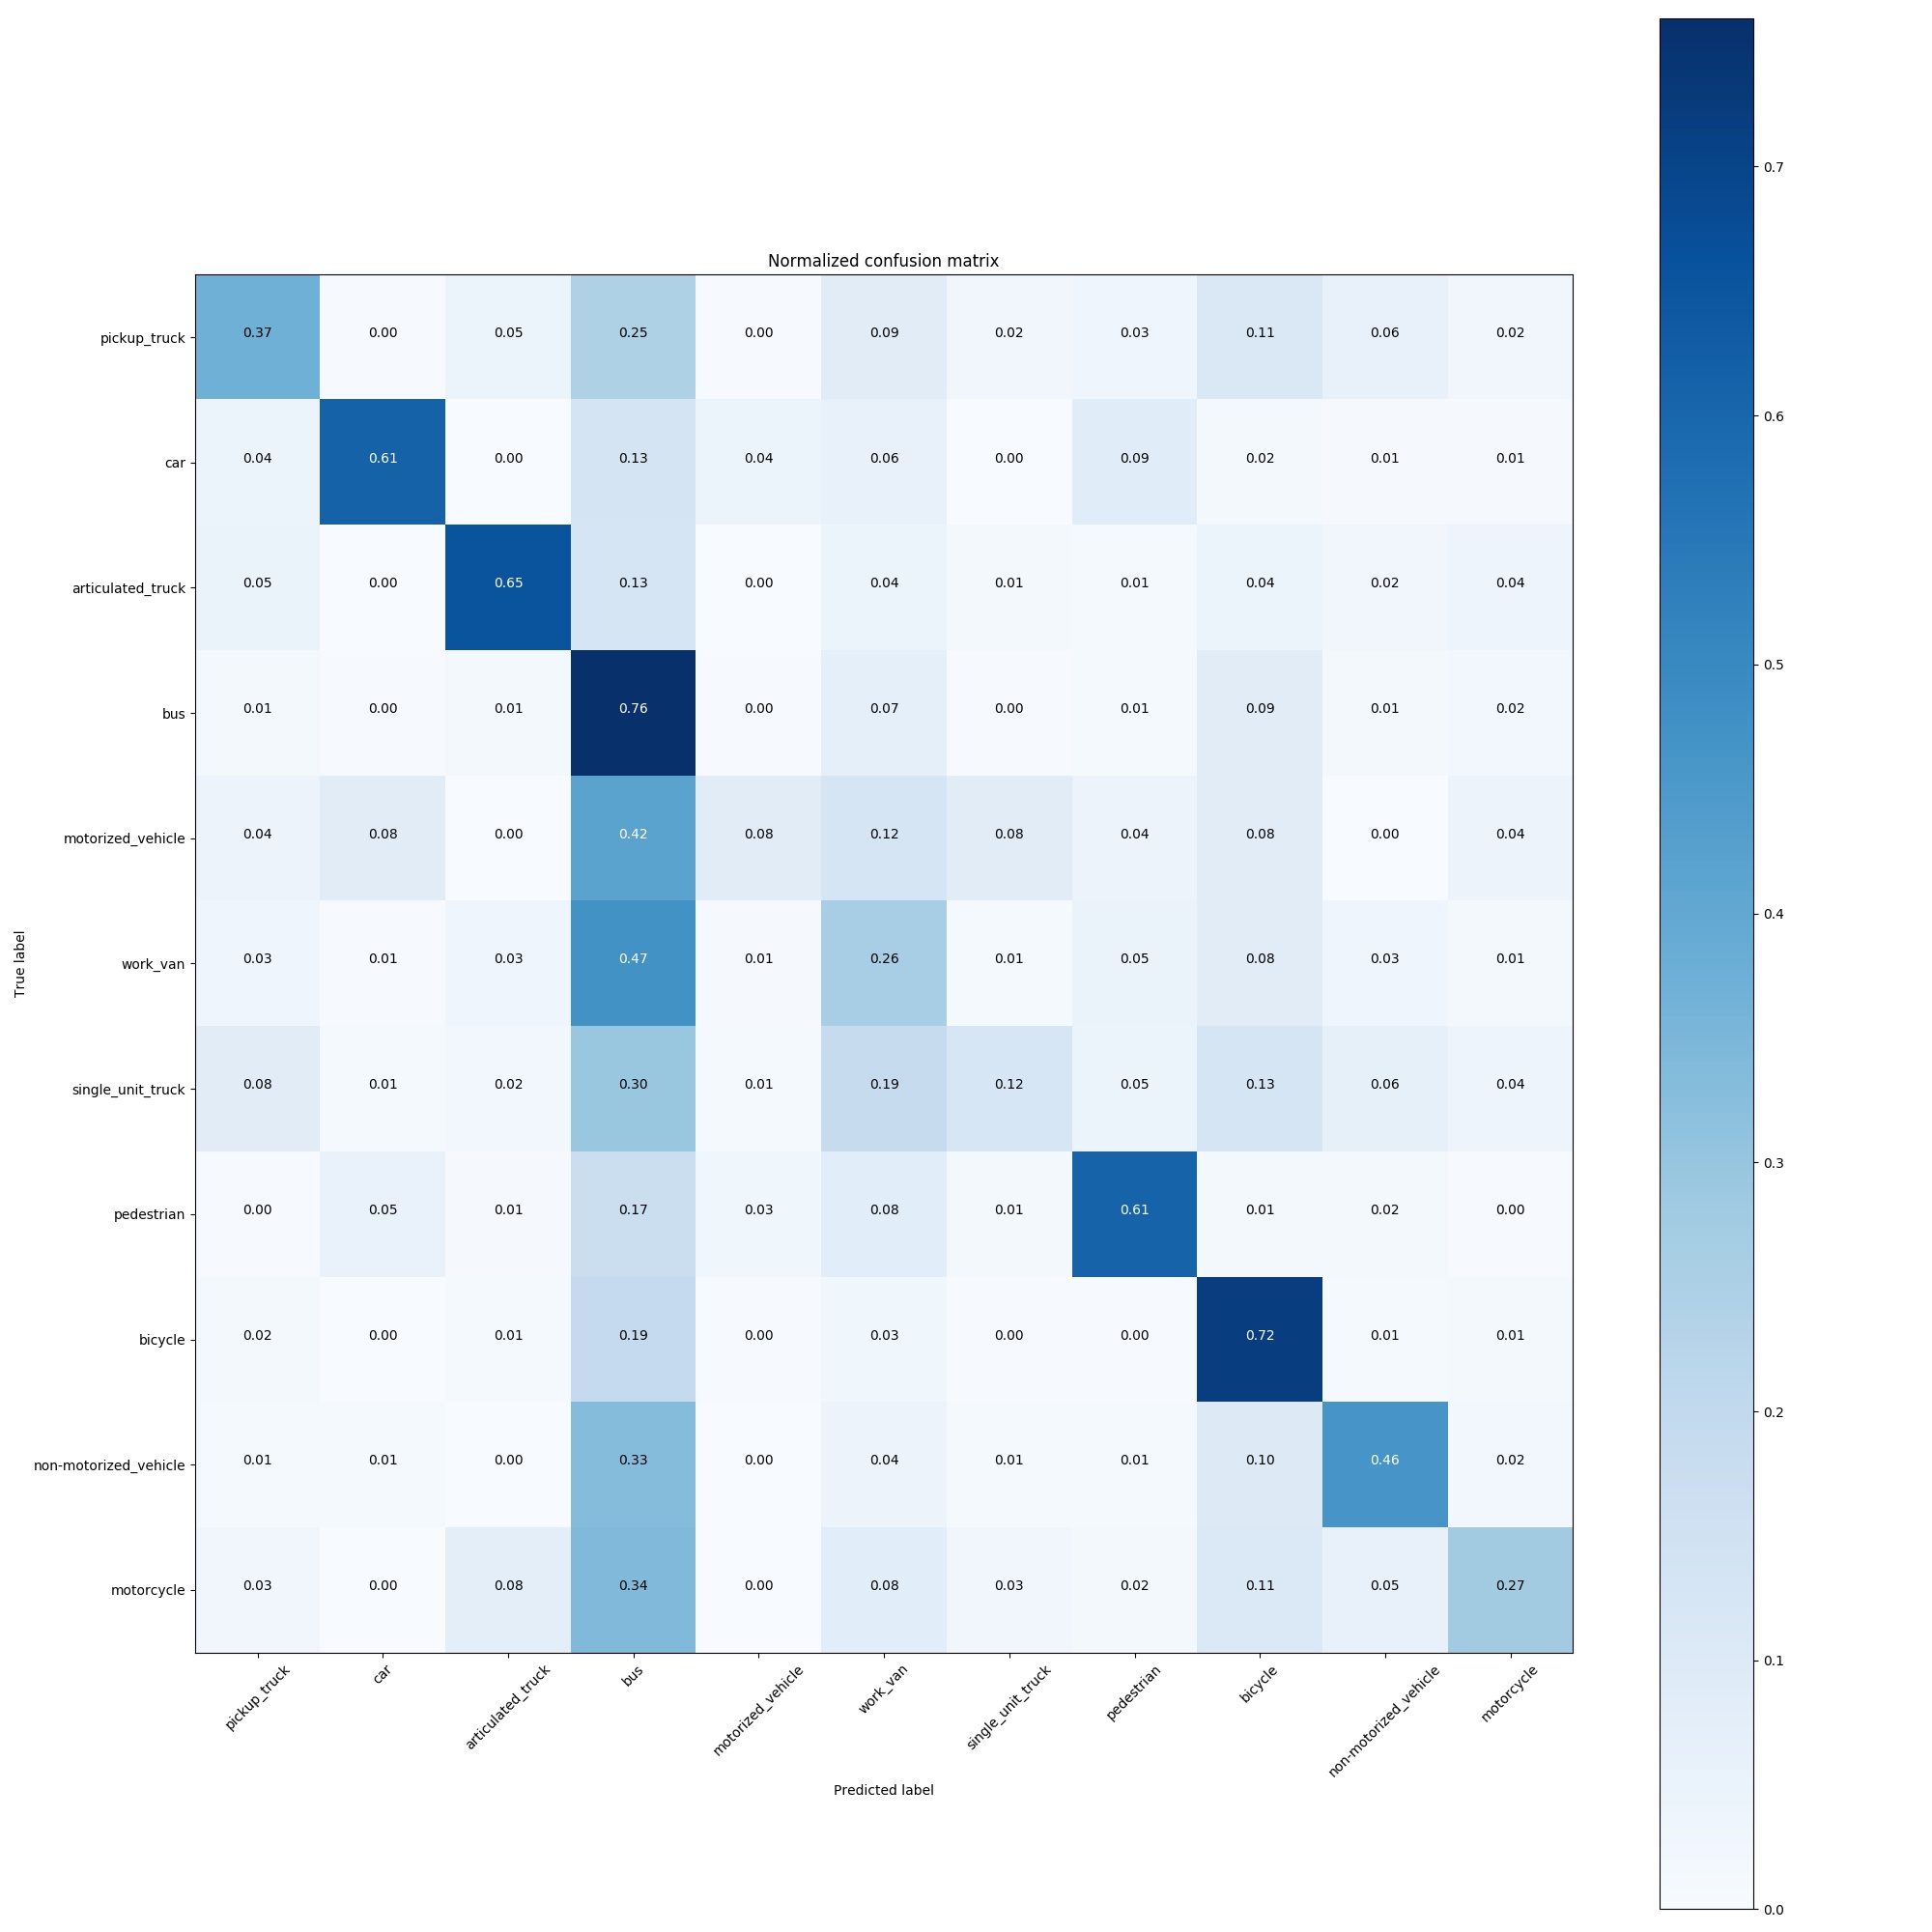 Normalized confusion matrix
pickup_truck 0.37 0.00 0.05 0.25 0.00 0.09 0.02 0.03 0.11 0.06 0.02
car 0.04 0.61 0.00 0.13 0.04 0.06 0.00 0.09 0.02 0.01 0.01
articulated_truck 0.05 0.00 0.65 0.13 0.00 0.04 0.01 0.01 0.04 0.02 0.04
bus 0.01 0.00 0.01 0.76 0.00 0.07 0.00 0.01 0.09 0.01 0.02
motorized_vehicle 0.04 0.08 0.00 0.42 0.08 0.12 0.08 0.04 0.08 0.00 0.04
work_van 0.03 0.01 0.03 0.47 0.01 0.26 0.01 0.05 0.08 0.03 0.01
single_unit_truck 0.08 0.01 0.02 0.30 0.01 0.19 0.12 0.05 0.13 0.06 0.04
pedestrian 0.00 0.05 0.01 0.17 0.03 0.08 0.01 0.61 0.01 0.02 0.00
bicycle 0.02 0.00 0.01 0.19 0.00 0.03 0.00 0.00 0.72 0.01 0.01
non-motorized_vehicle 0.01 0.01 0.00 0.33 0.00 0.04 0.01 0.01 0.10 0.46 0.02
motorcycle 0.03 0.00 0.08 0.34 0.00 0.08 0.03 0.02 0.11 0.05 0.27
pickup_truck car articulated_truck bus motorized_vehicle work_van single_unit_truck pedestrian bicycle non-motorized_vehicle motorcycle
Predicted label
True label
0.7
0.6
0.5
0.4
0.3
0.2
0.1
0.0